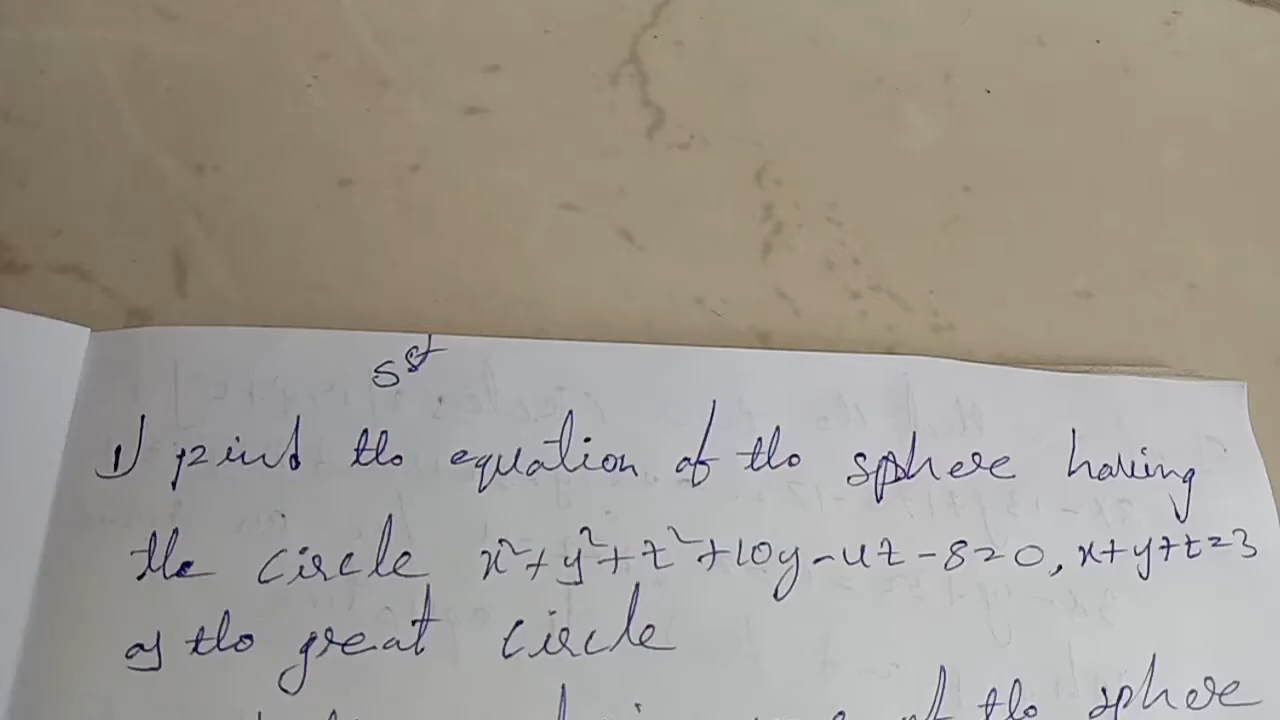 5st
1) Find the equation of the sphere having
the circle x²+y²+z²+10y-4z-8=0, x+y+z=3
as the great circle
of the sphere